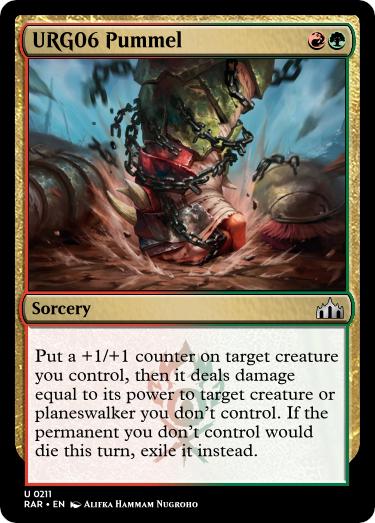 URG06 Pummel
Sorcery
Put a +1/+1 counter on target creature
you control, then it deals damage
equal to its power to target creature or
planeswalker you don't control. If the
permanent you don't control would
die this turn, exile it instead.
U 0211
RAR • EN Alifka Hammam Nugroho